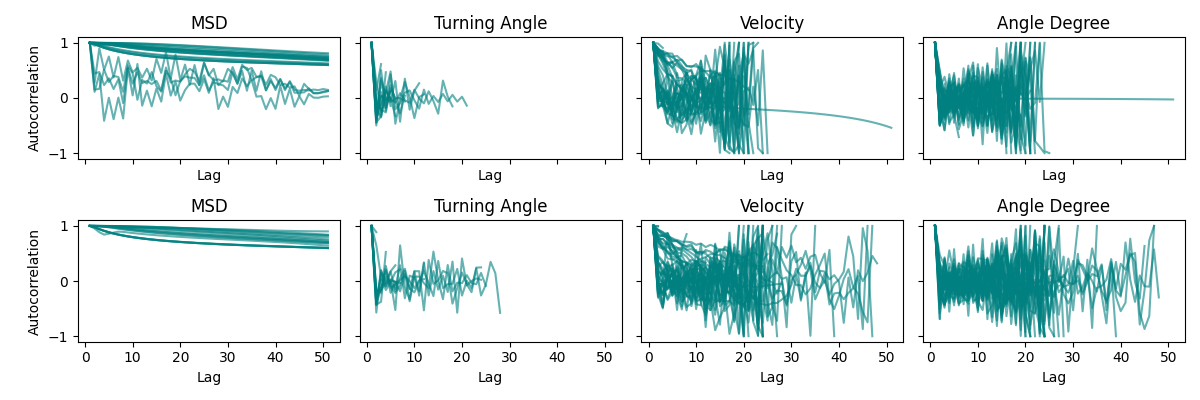 MSD Turning Angle Velocity Angle Degree
Autocorrelation
1
0
−1
Lag Lag Lag Lag
MSD Turning Angle Velocity Angle Degree
Autocorrelation
1
0
−1
0 10 20 30 40 50 0 10 20 30 40 50 0 10 20 30 40 50 0 10 20 30 40 50
Lag Lag Lag Lag